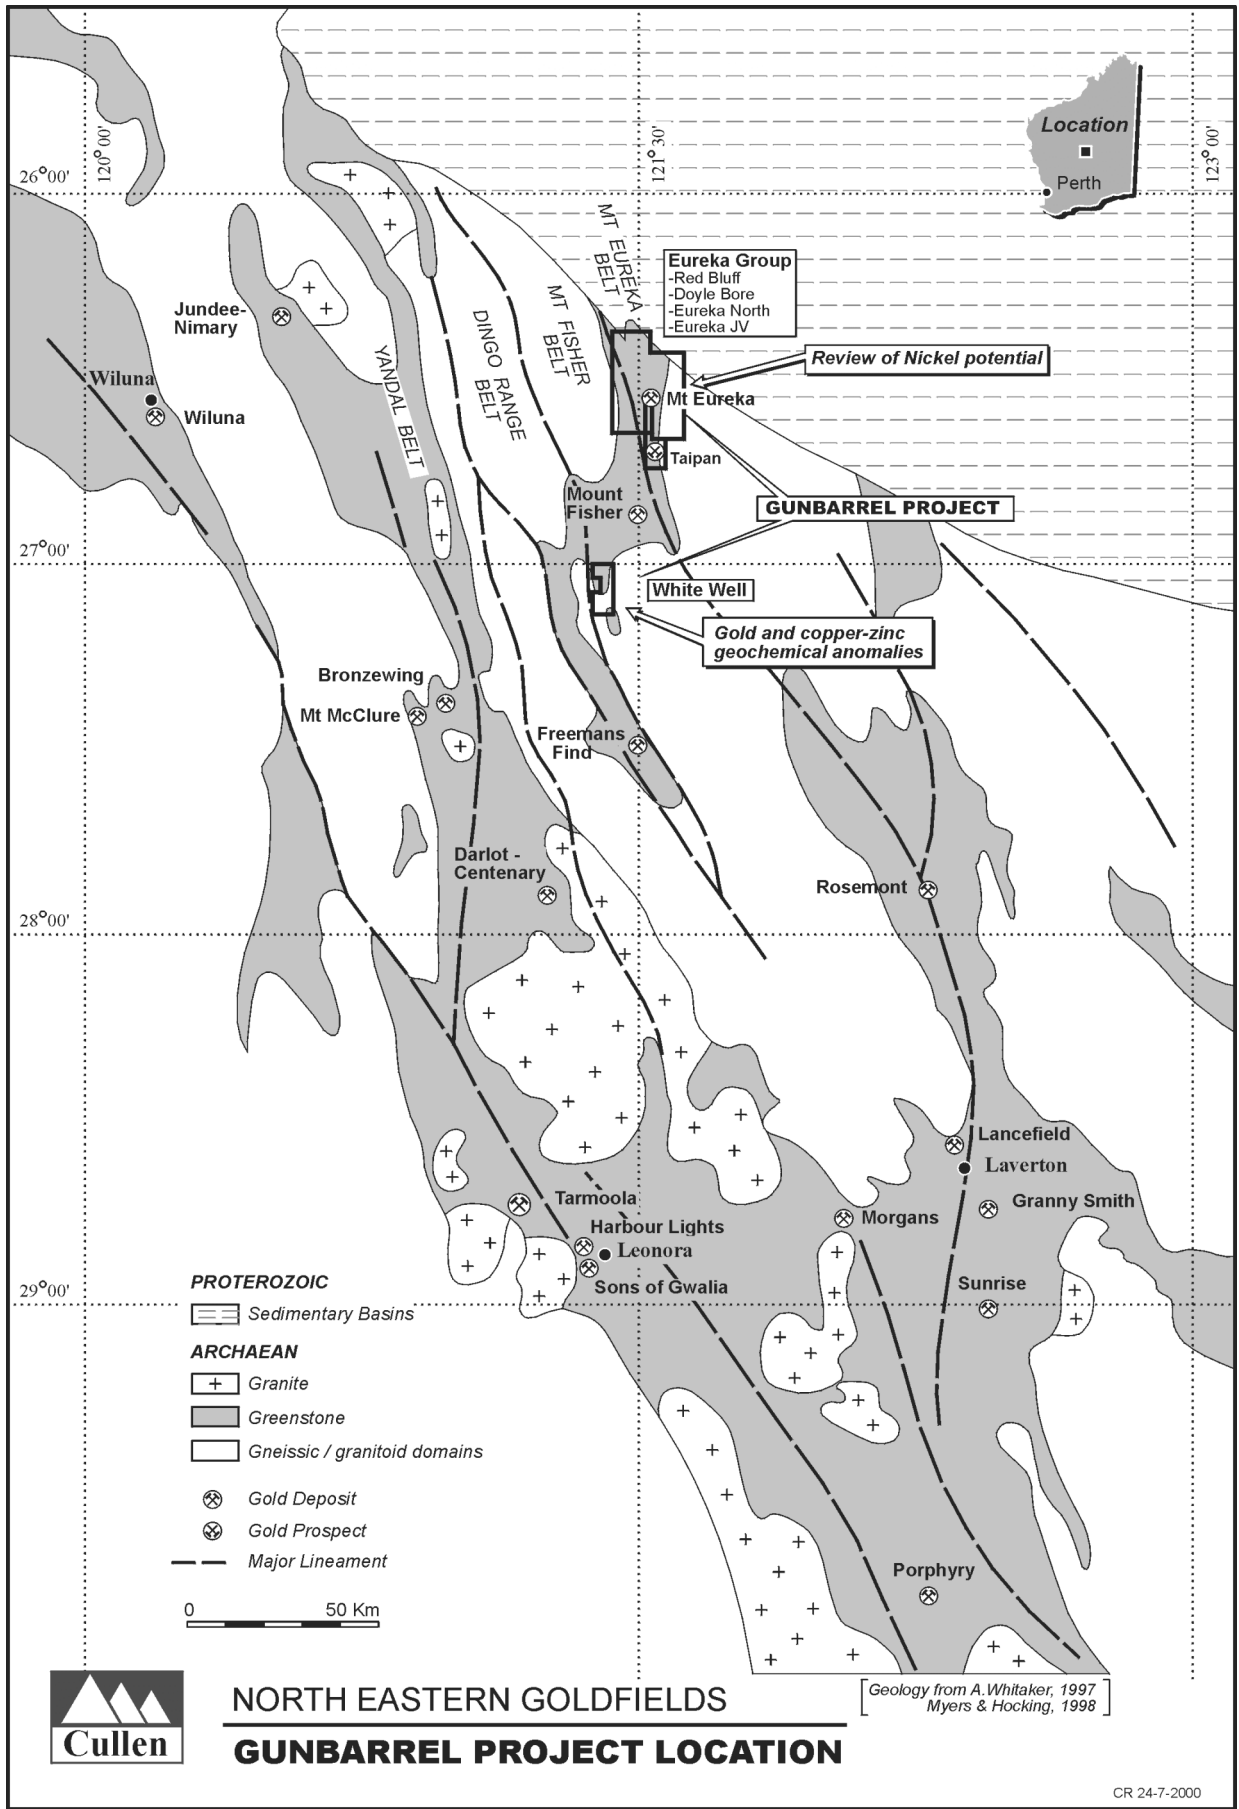 120°00'
121°30'
123°00'
26°00'
Location
Perth
MT EUREKA
BELT
Eureka Group
-Red Bluff
-Doyle Bore
-Eureka North
-Eureka JV
Jundee-
Nimary
MT FISHER
BELT
DINGO RANGE
BELT
YANDAL BELT
Review of Nickel potential
Wiluna
Wiluna
Mt Eureka
Taipan
Mount
Fisher
GUNBARREL PROJECT
27°00'
White Well
Gold and copper-zinc
geochemical anomalies
Bronzewing
Mt McClure
Freemans
Find
Darlot -
Centenary
Rosemont
28°00'
Lancefield
Laverton
Tarmoola
Granny Smith
Morgans
Harbour Lights
Leonora
Sons of Gwalia
Sunrise
29°00'
PROTEROZOIC
Sedimentary Basins
ARCHAEAN
Granite
Greenstone
Gneissic / granitoid domains
Gold Deposit
Gold Prospect
Major Lineament
0 50 Km
Porphyry
Geology from A.Whitaker, 1997
Myers & Hocking, 1998
Cullen
NORTH EASTERN GOLDFIELDS
GUNBARREL PROJECT LOCATION
CR 24-7-2000